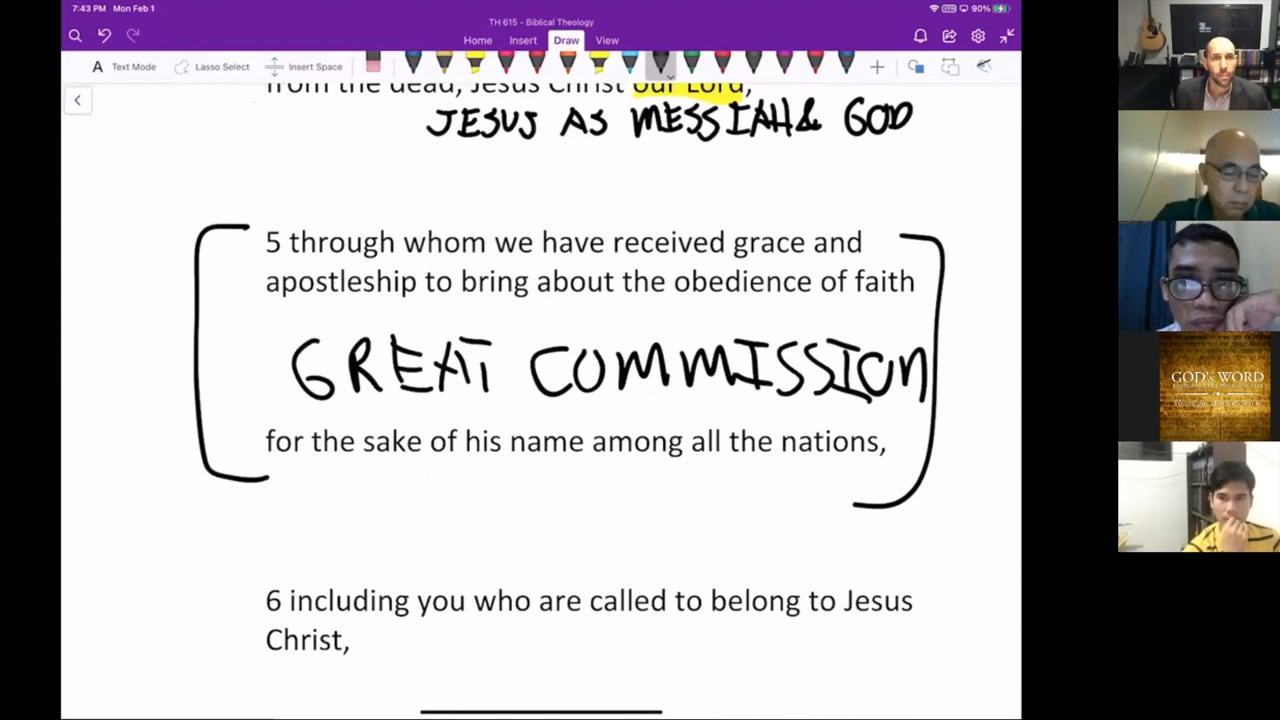 7:43 PM Mon Feb 1
90%
TH 615 - Biblical Theology
Home Insert Draw View
Text Mode Lasso Select Insert Space
from the dead, Jesus Christ our Lord,
JESUS AS MESSIAH & GOD
5 through whom we have received grace and
apostleship to bring about the obedience of faith
GREAT COMMISSION
for the sake of his name among all the nations,
6 including you who are called to belong to Jesus
Christ,
GOD's WORD